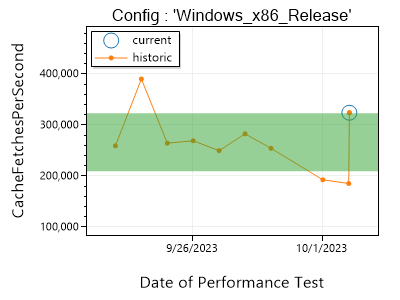 Config : 'Windows_x86_Release'
current
historic
400,000
300,000
200,000
100,000
CacheFetchesPerSecond
9/26/2023
10/1/2023
Date of Performance Test